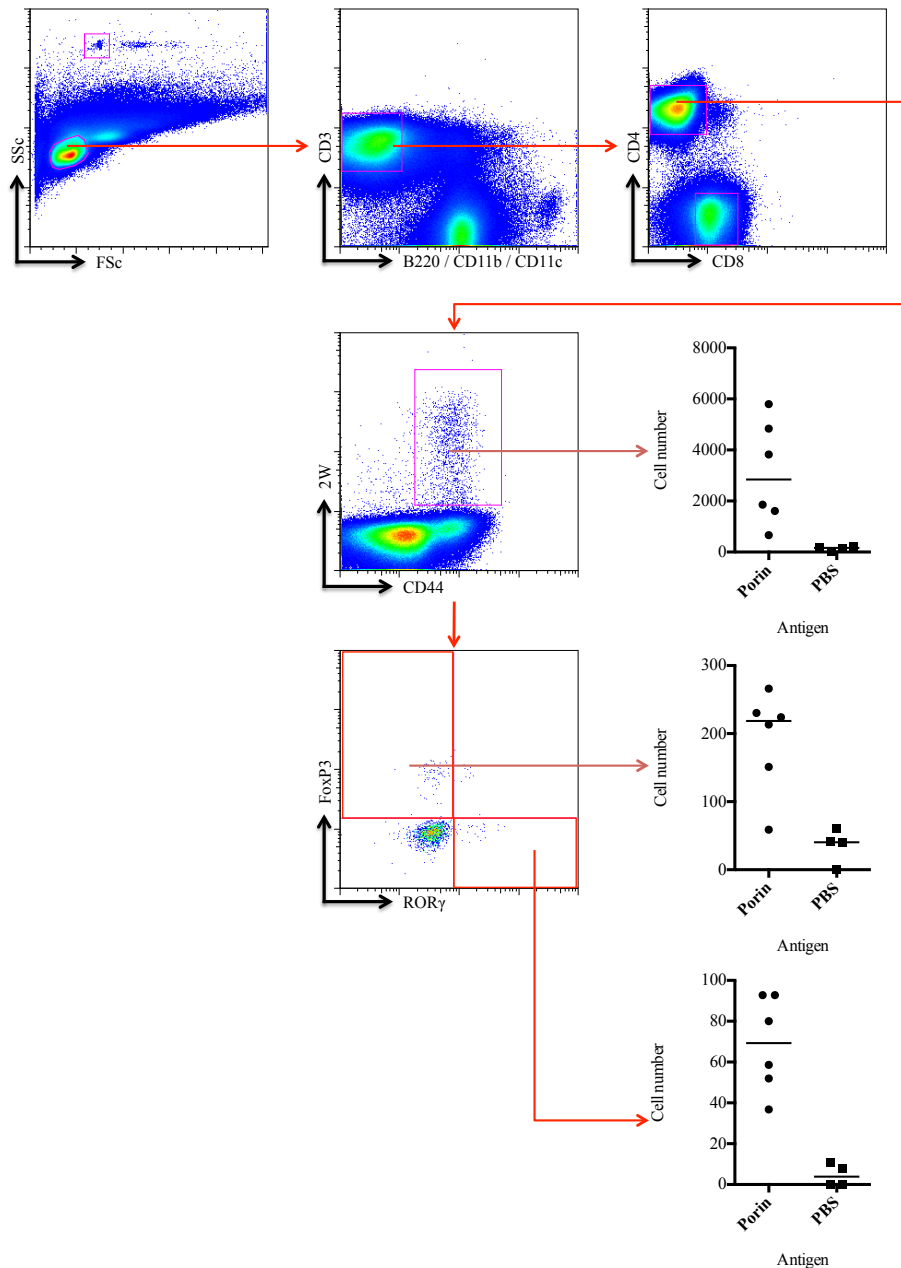 SSc
FSc
CD3
B220 / CD11b / CD11c
CD4
CD8
2W
CD44
8000
6000
4000
2000
0
Cell number
Porin
PBS
Antigen
FoxP3
RORγ
300
200
100
0
Cell number
Porin
PBS
Antigen
100
80
60
40
20
0
Cell number
Porin
PBS
Antigen